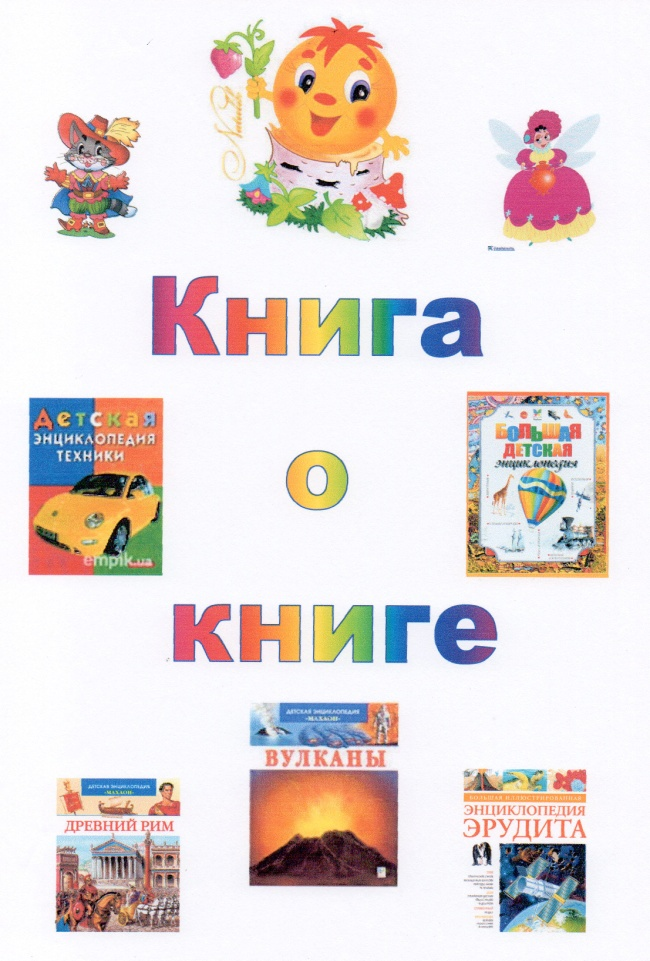 Книга
о
книге
Детская
ЭНЦИКЛОПЕДИЯ
ТЕХНИКИ
empik.ua
БОЛЬШАЯ
ДЕТСКАЯ
энциклопедия
ДЕТСКАЯ ЭНЦИКЛОПЕДИЯ
«МАХАОН»
ВУЛКАНЫ
ДЕТСКАЯ ЭНЦИКЛОПЕДИЯ
«МАХАОН»
ДРЕВНИЙ РИМ
БОЛЬШАЯ ИЛЛЮСТРИРОВАННАЯ
ЭНЦИКЛОПЕДИЯ
ЭРУДИТА